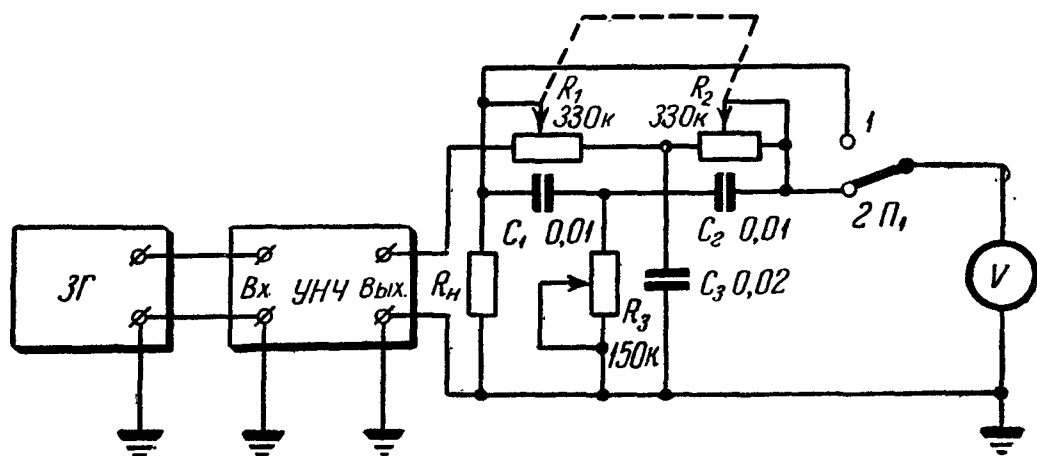 R₁
330к
R₂
330к
1
C₁ 0,01
C₂ 0,01
2 П₁
ЗГ
Вх.
УНЧ
Вых.
Rн
R₃
150к
C₃ 0,02
V